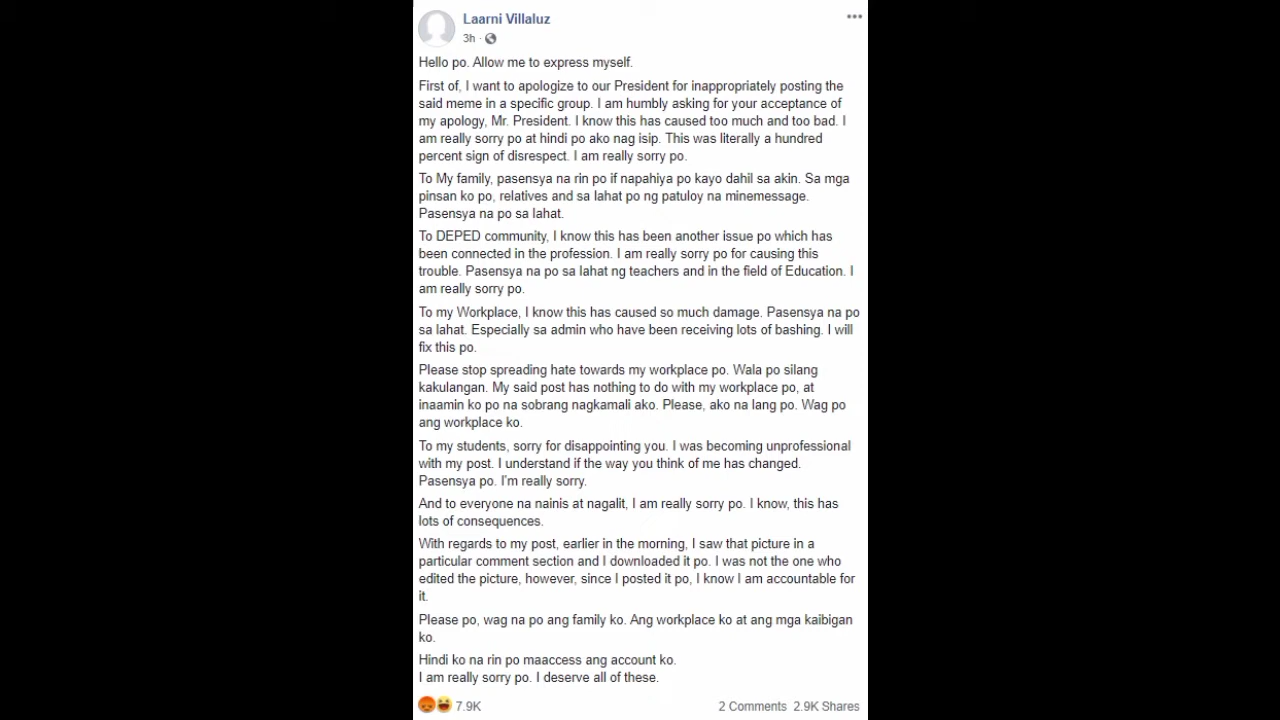 Laarni Villaluz
3h ·
Hello po. Allow me to express myself.
First of, I want to apologize to our President for inappropriately posting the
said meme in a specific group. I am humbly asking for your acceptance of
my apology, Mr. President. I know this has caused too much and too bad. I
am really sorry po at hindi po ako nag isip. This was literally a hundred
percent sign of disrespect. I am really sorry po.
To My family, pasensya na rin po if napahiya po kayo dahil sa akin. Sa mga
pinsan ko po, relatives and sa lahat po ng patuloy na minemessage.
Pasensya na po sa lahat.
To DEPED community, I know this has been another issue po which has
been connected in the profession. I am really sorry po for causing this
trouble. Pasensya na po sa lahat ng teachers and in the field of Education. I
am really sorry po.
To my Workplace, I know this has caused so much damage. Pasensya na po
sa lahat. Especially sa admin who have been receiving lots of bashing. I will
fix this po.
Please stop spreading hate towards my workplace po. Wala po silang
kakulangan. My said post has nothing to do with my workplace po, at
inaamin ko po na sobrang nagkamali ako. Please, ako na lang po. Wag po
ang workplace ko.
To my students, sorry for disappointing you. I was becoming unprofessional
with my post. I understand if the way you think of me has changed.
Pasensya po. I'm really sorry.
And to everyone na nainis at nagalit, I am really sorry po. I know, this has
lots of consequences.
With regards to my post, earlier in the morning, I saw that picture in a
particular comment section and I downloaded it po. I was not the one who
edited the picture, however, since I posted it po, I know I am accountable for
it.
Please po, wag na po ang family ko. Ang workplace ko at ang mga kaibigan
ko.
Hindi ko na rin po maaccess ang account ko.
I am really sorry po. I deserve all of these.
7.9K 2 Comments 2.9K Shares